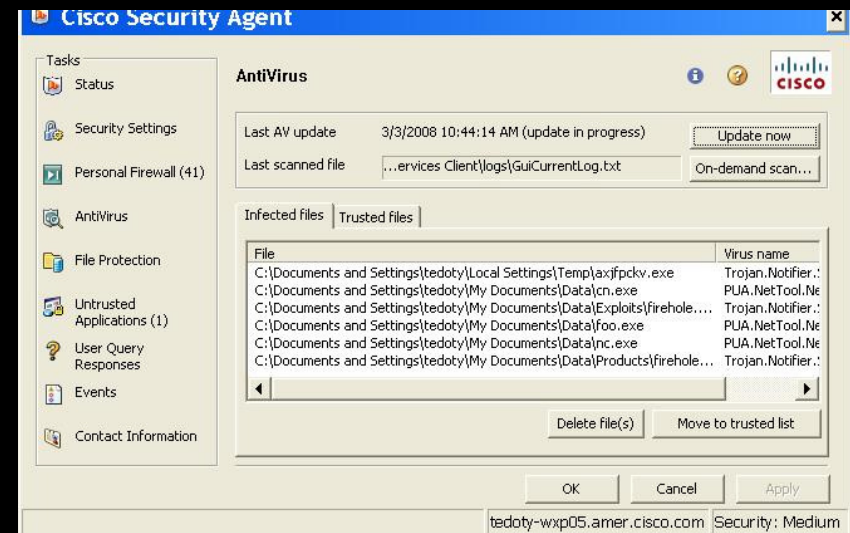 Cisco Security Agent
Tasks
Status
Security Settings
Personal Firewall (41)
AntiVirus
File Protection
Untrusted
Applications (1)
User Query
Responses
Events
Contact Information
AntiVirus
CISCO
Last AV update 3/3/2008 10:44:14 AM (update in progress) Update now
Last scanned file ...ervices Client\logs\GuiCurrentLog.txt On-demand scan...
Infected files Trusted files
File Virus name
C:\Documents and Settings\tedoty\Local Settings\Temp\axjfpckv.exe Trojan.Notifier.
C:\Documents and Settings\tedoty\My Documents\Data\cn.exe PUA.NetTool.Ne
C:\Documents and Settings\tedoty\My Documents\Data\Exploits\firehole.... Trojan.Notifier.
C:\Documents and Settings\tedoty\My Documents\Data\foo.exe PUA.NetTool.Ne
C:\Documents and Settings\tedoty\My Documents\Data\nc.exe PUA.NetTool.Ne
C:\Documents and Settings\tedoty\My Documents\Data\Products\firehole... Trojan.Notifier.
Delete file(s) Move to trusted list
OK Cancel Apply
tedoty-wxp05.amer.cisco.com Security: Medium